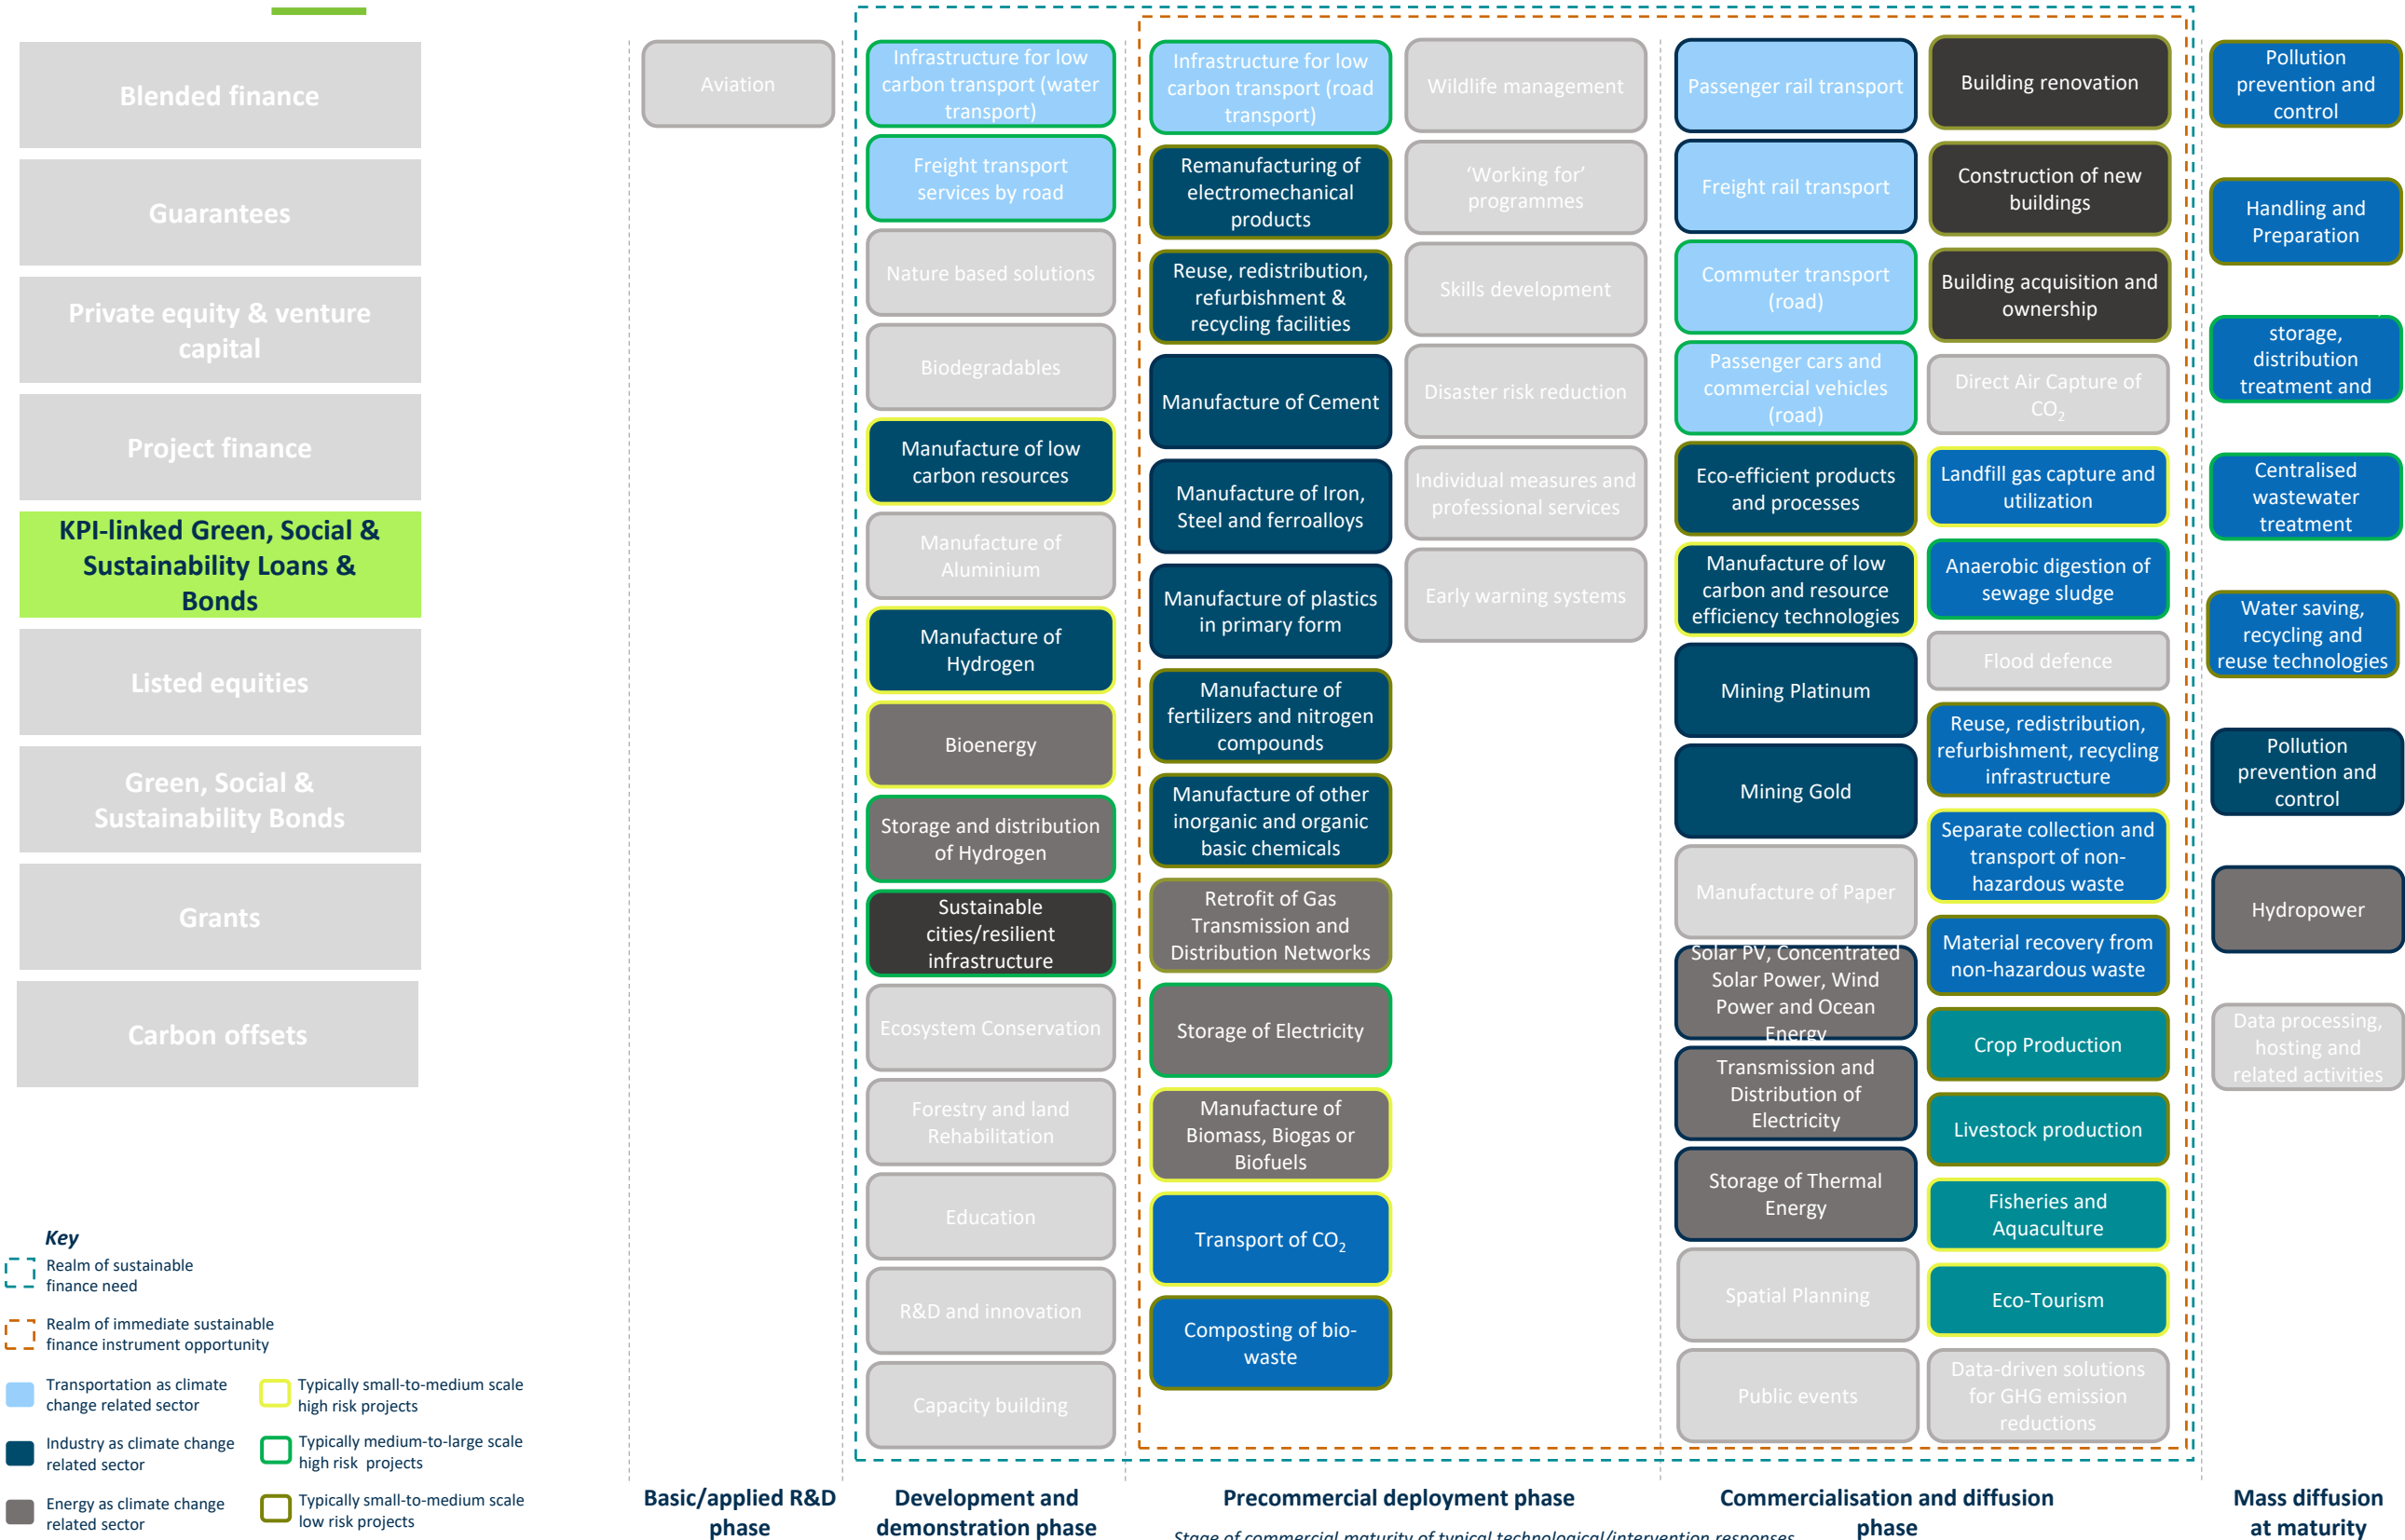 Blended finance
Guarantees
Private equity & venture
capital
Project finance
KPI-linked Green, Social &
Sustainability Loans &
Bonds
Listed equities
Green, Social &
Sustainability Bonds
Grants
Carbon offsets
Key
Realm of sustainable
finance need
Realm of immediate sustainable
finance instrument opportunity
Transportation as climate
change related sector
Typically small-to-medium scale
high risk projects
Industry as climate change
related sector
Typically medium-to-large scale
high risk projects
Energy as climate change
related sector
Typically small-to-medium scale
low risk projects
Aviation
Basic/applied R&D
phase
Infrastructure for low
carbon transport (water
transport)
Freight transport
services by road
Nature based solutions
Biodegradables
Manufacture of low
carbon resources
Manufacture of
Aluminium
Manufacture of
Hydrogen
Bioenergy
Storage and distribution
of Hydrogen
Sustainable
cities/resilient
infrastructure
Ecosystem Conservation
Forestry and land
Rehabilitation
Education
R&D and innovation
Capacity building
Development and
demonstration phase
Infrastructure for low
carbon transport (road
transport)
Remanufacturing of
electromechanical
products
Reuse, redistribution,
refurbishment &
recycling facilities
Manufacture of Cement
Manufacture of Iron,
Steel and ferroalloys
Manufacture of plastics
in primary form
Manufacture of
fertilizers and nitrogen
compounds
Manufacture of other
inorganic and organic
basic chemicals
Retrofit of Gas
Transmission and
Distribution Networks
Storage of Electricity
Manufacture of
Biomass, Biogas or
Biofuels
Transport of CO₂
Composting of bio-
waste
Wildlife management
‘Working for’
programmes
Skills development
Disaster risk reduction
Individual measures and
professional services
Early warning systems
Precommercial deployment phase
Stage of commercial maturity of typical technological/intervention responses
Passenger rail transport
Freight rail transport
Commuter transport
(road)
Passenger cars and
commercial vehicles
(road)
Eco-efficient products
and processes
Manufacture of low
carbon and resource
efficiency technologies
Mining Platinum
Mining Gold
Manufacture of Paper
Solar PV, Concentrated
Solar Power, Wind
Power and Ocean
Energy
Transmission and
Distribution of
Electricity
Storage of Thermal
Energy
Spatial Planning
Public events
Building renovation
Construction of new
buildings
Building acquisition and
ownership
Direct Air Capture of
CO₂
Landfill gas capture and
utilization
Anaerobic digestion of
sewage sludge
Flood defence
Reuse, redistribution,
refurbishment, recycling
infrastructure
Separate collection and
transport of non-
hazardous waste
Material recovery from
non-hazardous waste
Crop Production
Livestock production
Fisheries and
Aquaculture
Eco-Tourism
Data-driven solutions
for GHG emission
reductions
Commercialisation and diffusion
phase
Pollution
prevention and
control
Handling and
Preparation
storage,
distribution
treatment and
Centralised
wastewater
treatment
Water saving,
recycling and
reuse technologies
Pollution
prevention and
control
Hydropower
Data processing,
hosting and
related activities
Mass diffusion
at maturity